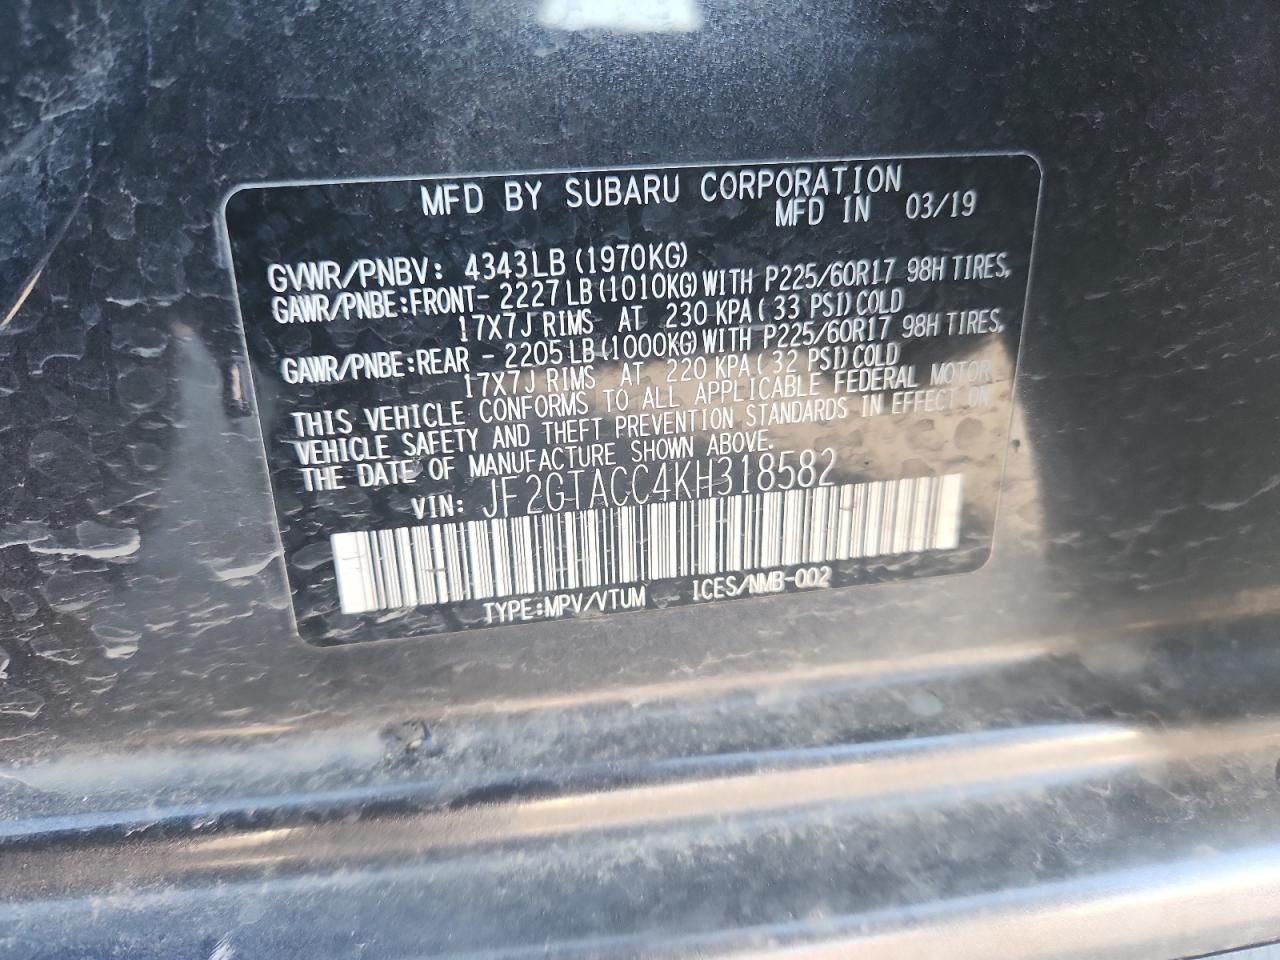 MFD BY SUBARU CORPORATION
MFD IN 03/19
GVWR/PNBV: 4343LB (1970KG)
GAWR/PNBE:FRONT- 2227LB (1010KG) WITH P225/60R17 98H TIRES,
17X7J RIMS AT 230 KPA ( 33 PSI) COLD
GAWR/PNBE:REAR - 2205LB (1000KG) WITH P225/60R17 98H TIRES,
17X7J RIMS AT 220 KPA ( 32 PSI) COLD
THIS VEHICLE CONFORMS TO ALL APPLICABLE FEDERAL MOTOR
VEHICLE SAFETY AND THEFT PREVENTION STANDARDS IN EFFECT ON
THE DATE OF MANUFACTURE SHOWN ABOVE.
VIN: JF2GTACC4KH318582
TYPE:MPV/VTUM ICES/NMB-002